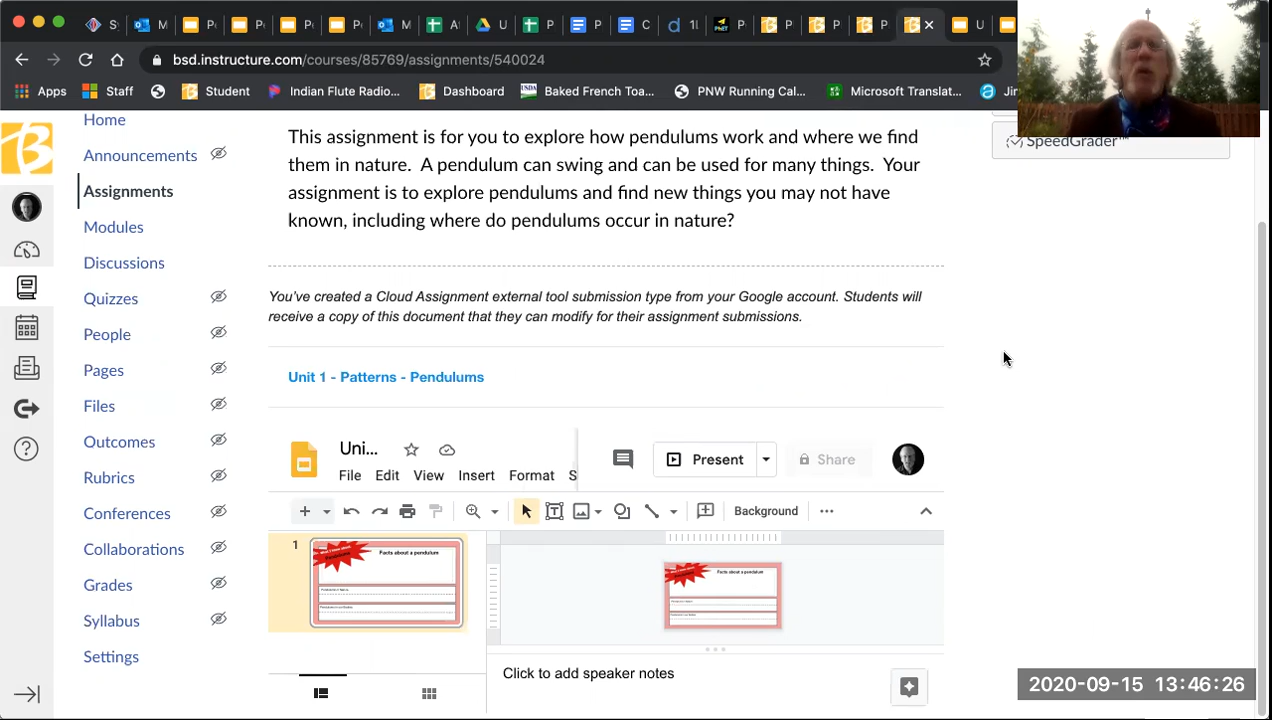 S
M
P
P
P
P
M
A
U
P
P
C
1
P
P
P
P
U
bsd.instructure.com/courses/85769/assignments/540024
Apps
Staff
Student
Indian Flute Radio...
Dashboard
USDA
Baked French Toa...
PNW Running Cal...
Microsoft Translat...
Jin
Home
Announcements
Assignments
Modules
Discussions
Quizzes
People
Pages
Files
Outcomes
Rubrics
Conferences
Collaborations
Grades
Syllabus
Settings
This assignment is for you to explore how pendulums work and where we find
them in nature. A pendulum can swing and can be used for many things. Your
assignment is to explore pendulums and find new things you may not have
known, including where do pendulums occur in nature?
SpeedGrader™
You've created a Cloud Assignment external tool submission type from your Google account. Students will
receive a copy of this document that they can modify for their assignment submissions.
Unit 1 - Patterns - Pendulums
Uni...
File Edit View Insert Format S
Present
Share
Background
1
Facts about a pendulum
Facts about a pendulum
Click to add speaker notes
2020-09-15 13:46:26